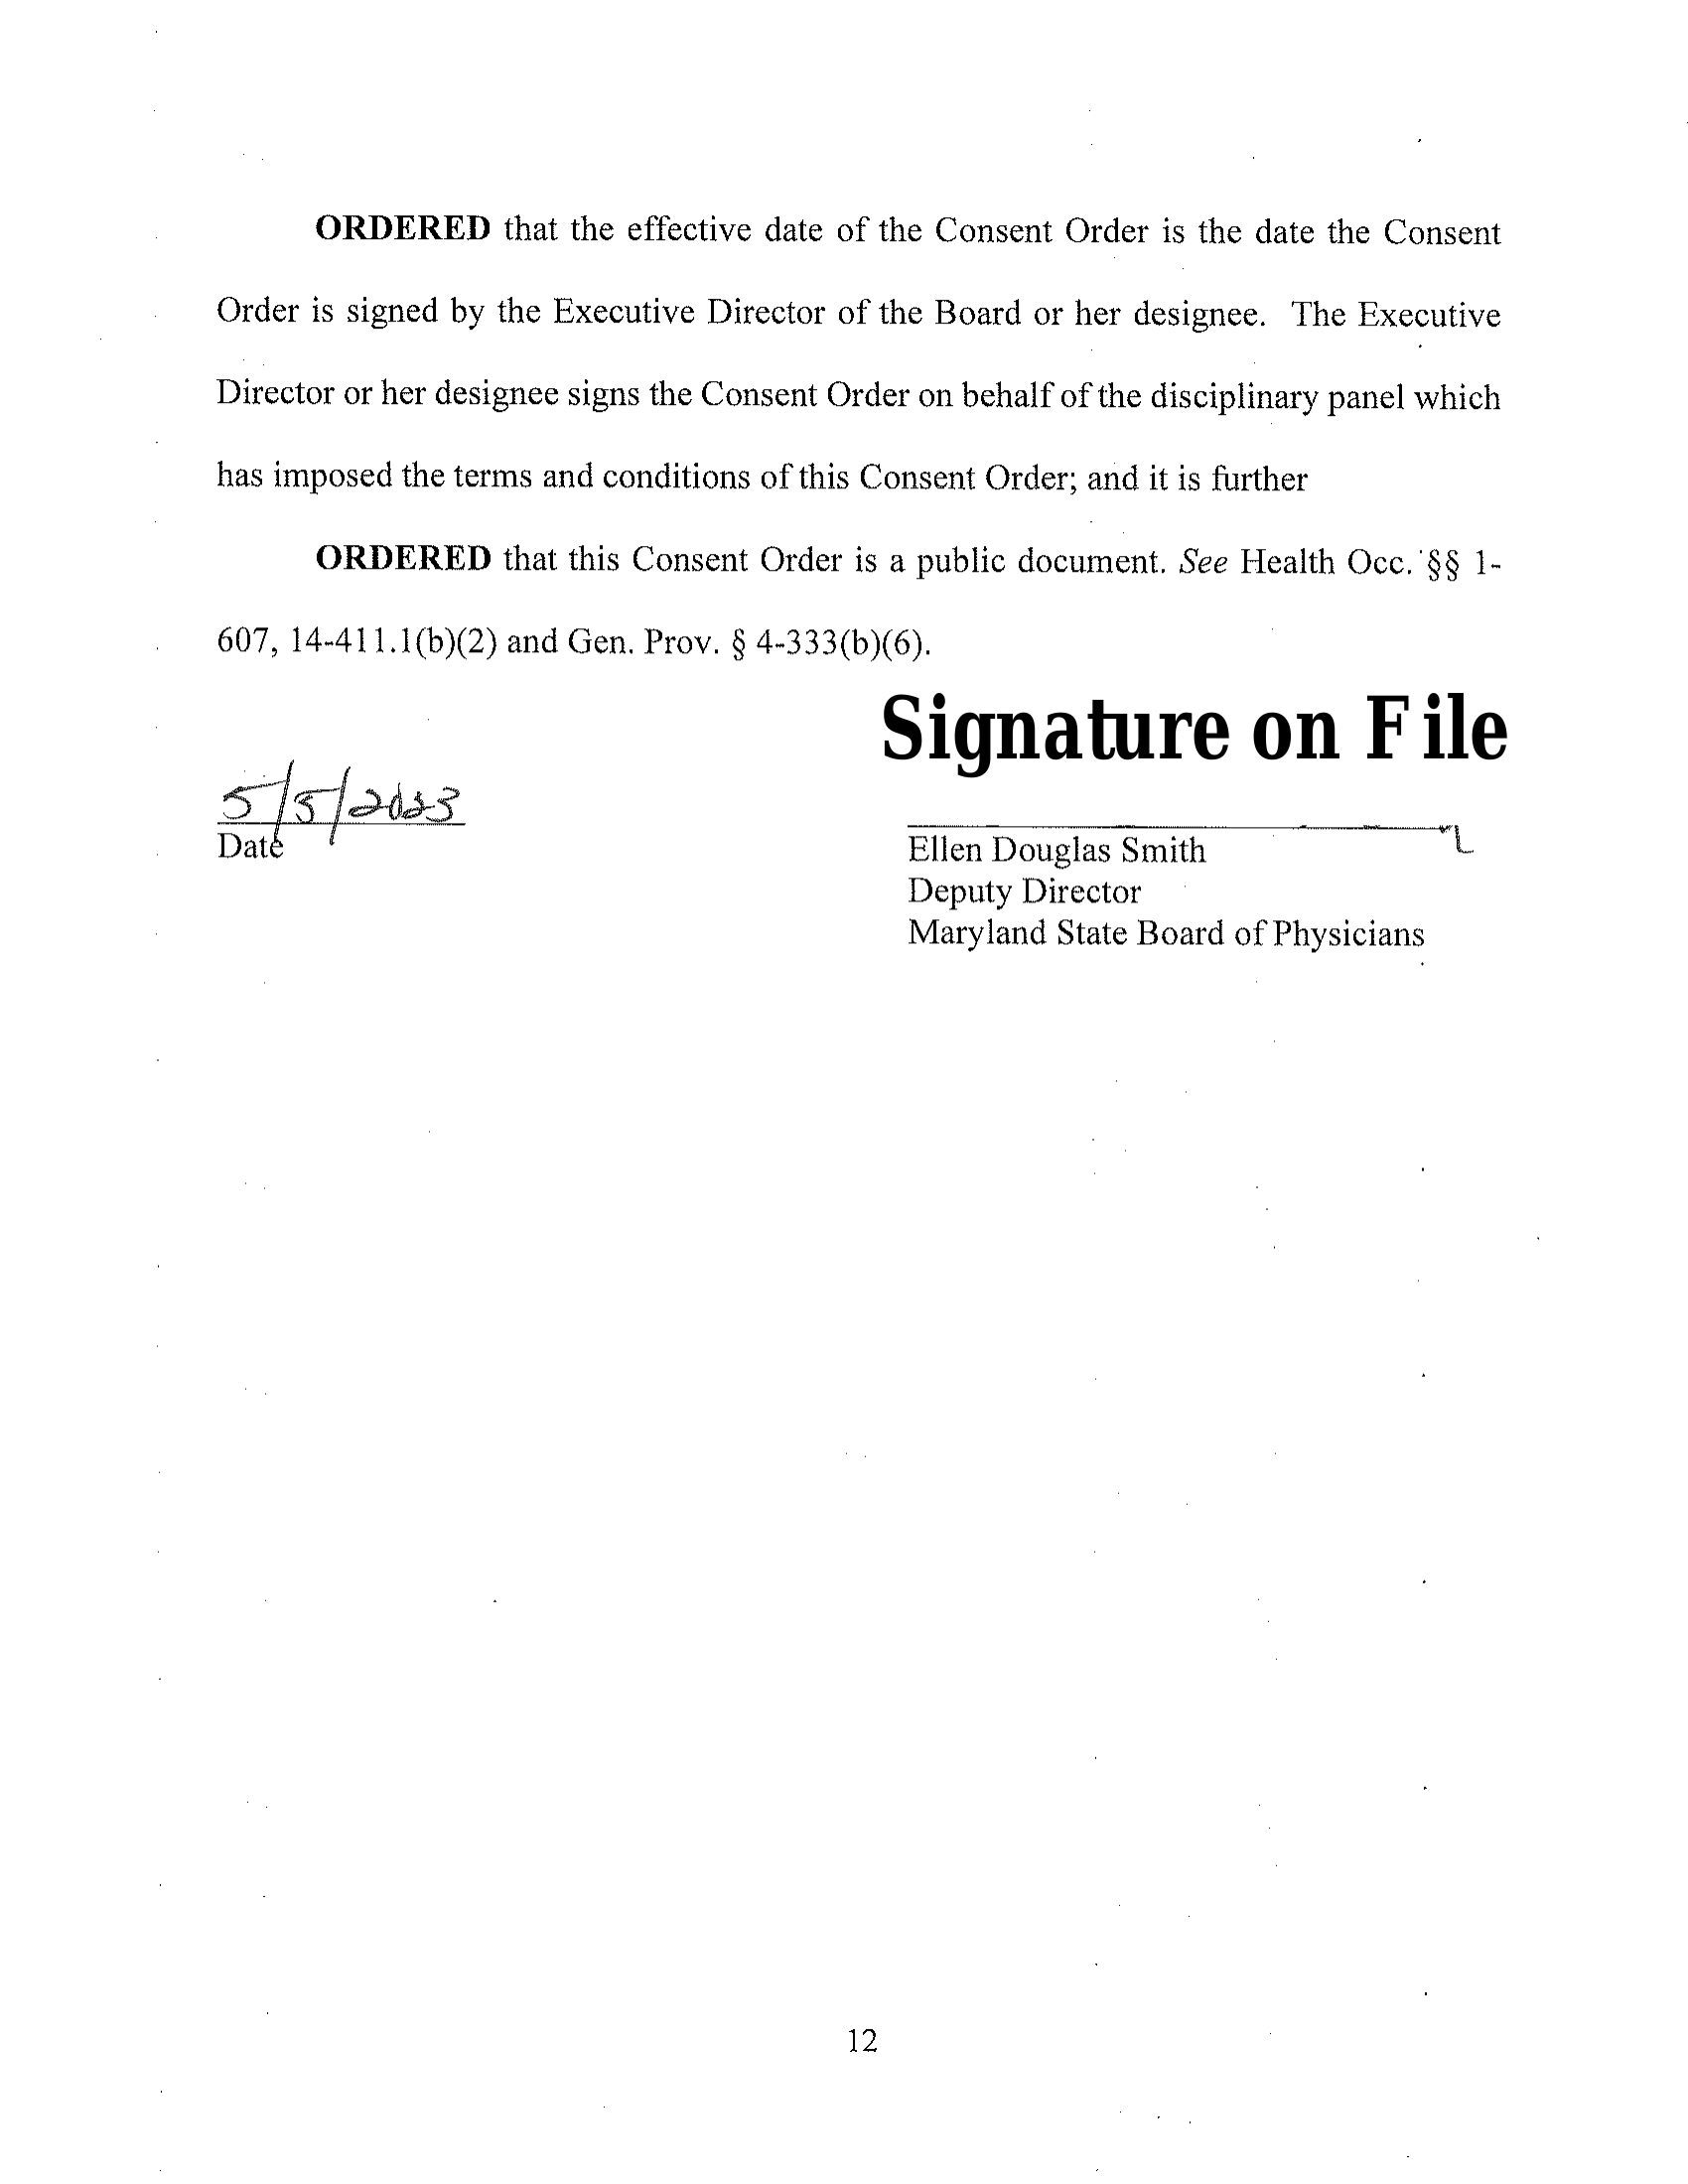 ORDERED that the effective date of the Consent Order is the date the Consent
Order is signed by the Executive Director of the Board or her designee. The Executive
Director or her designee signs the Consent Order on behalf of the disciplinary panel which
has imposed the terms and conditions of this Consent Order; and it is further
ORDERED that this Consent Order is a public document. See Health Occ. §§ 1-
607, 14-411.1(b)(2) and Gen. Prov. § 4-333(b)(6).
Signature on File
5/5/2023
Date
Ellen Douglas Smith
Deputy Director
Maryland State Board of Physicians
12